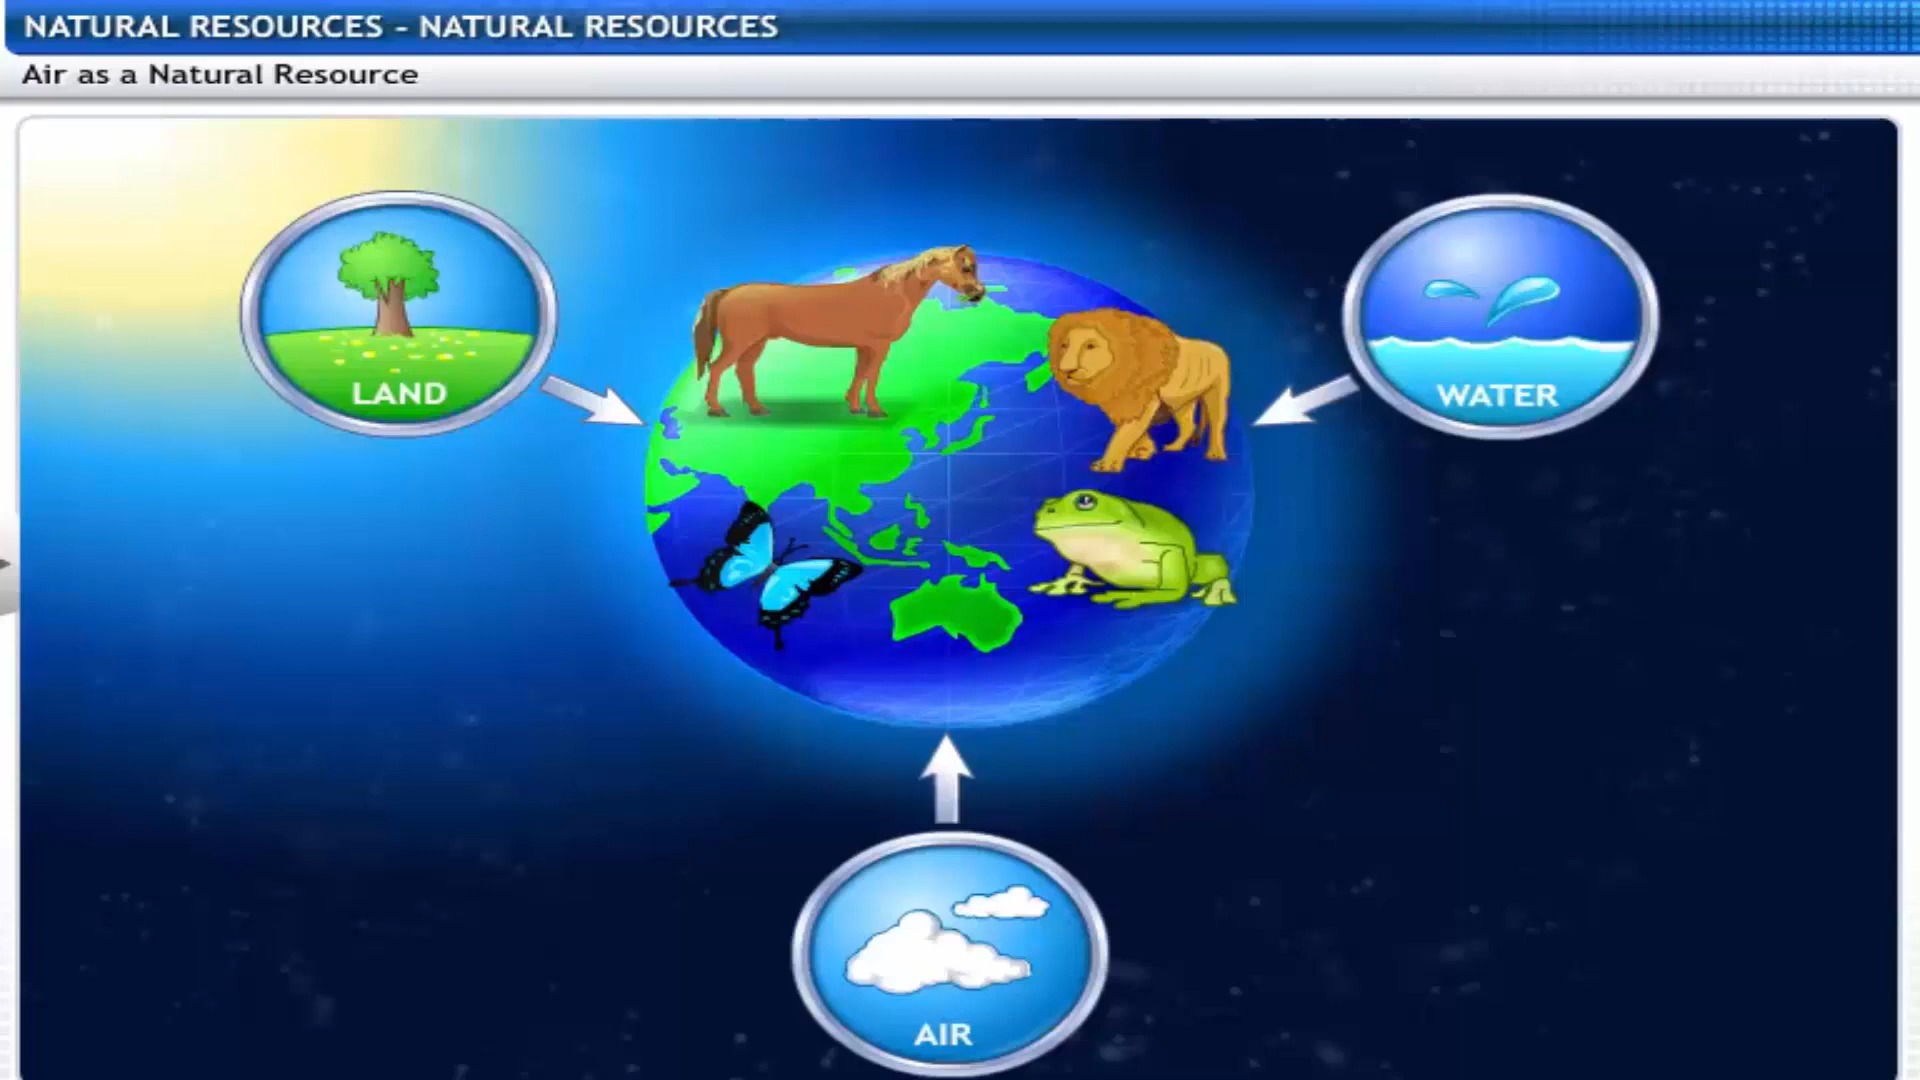 NATURAL RESOURCES - NATURAL RESOURCES
Air as a Natural Resource
LAND
WATER
AIR